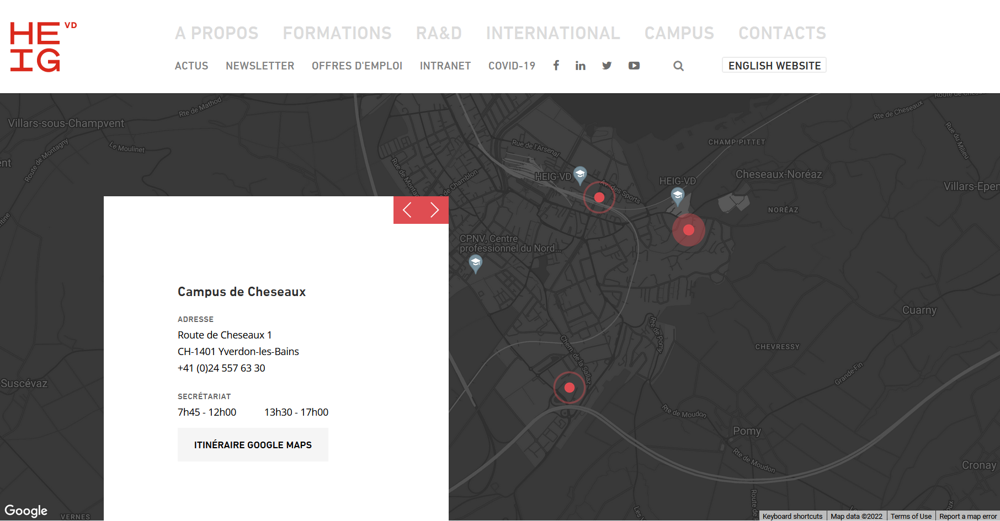 HE VD
IG
A PROPOS FORMATIONS RA&D INTERNATIONAL CAMPUS CONTACTS
ACTUS NEWSLETTER OFFRES D'EMPLOI INTRANET COVID-19 ENGLISH WEBSITE
Route de
Rte de Mathod
Rte de Cheseaux
Villars-sous-Champvent
Rue du Milieu
CHAMP-PITTET
Le Moulinet
Route de Montagny
Rue de l'Arsenal
ent
HEIG-VD
HEIG-VD
Cheseaux-Noréaz
Villars-Eper
Av. des Sports
Rue de Monta
de Chamblon
NORÉAZ
tine
CPNV, Centre
professionnel du Nord...
Campus de Cheseaux
ADRESSE
Route de Cheseaux 1
CH-1401 Yverdon-les-Bains
+41 (0)24 557 63 30
SECRÉTARIAT
7h45 - 12h00 13h30 - 17h00
ITINÉRAIRE GOOGLE MAPS
Cuarny
Rte de Pomy
Chem. de la Sallaz
CHEVRESSY
Grande-Fin
Suscévaz
Rte de Moudon
Pomy
Rte de Moudon
Cronay
Route de
Google
VERNES
Keyboard shortcuts Map data ©2022 Terms of Use Report a map error